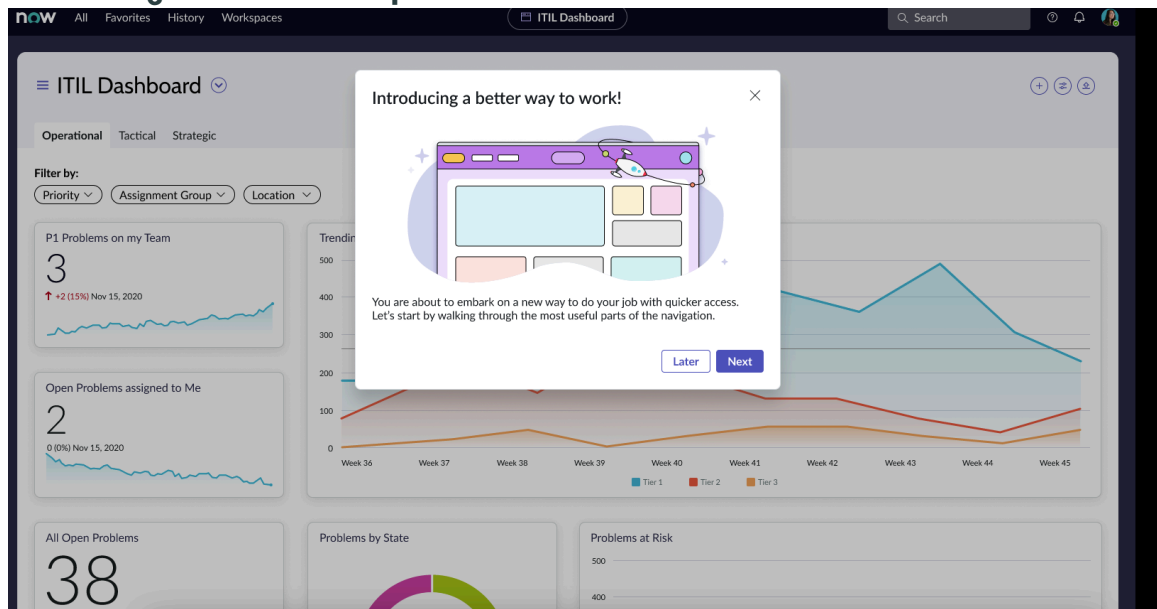 now All Favorites History Workspaces ITIL Dashboard Search
ITIL Dashboard
Operational Tactical Strategic
Filter by:
Priority Assignment Group Location
P1 Problems on my Team
3
+2 (15%) Nov 15, 2020
Open Problems assigned to Me
2
0 (0%) Nov 15, 2020
Introducing a better way to work!
You are about to embark on a new way to do your job with quicker access.
Let's start by walking through the most useful parts of the navigation.
Later Next
500
400
300
200
100
0
Week 36 Week 37 Week 38 Week 39 Week 40 Week 41 Week 42 Week 43 Week 44 Week 45
Tier 1 Tier 2 Tier 3
All Open Problems
38
Problems by State
Problems at Risk
500
400